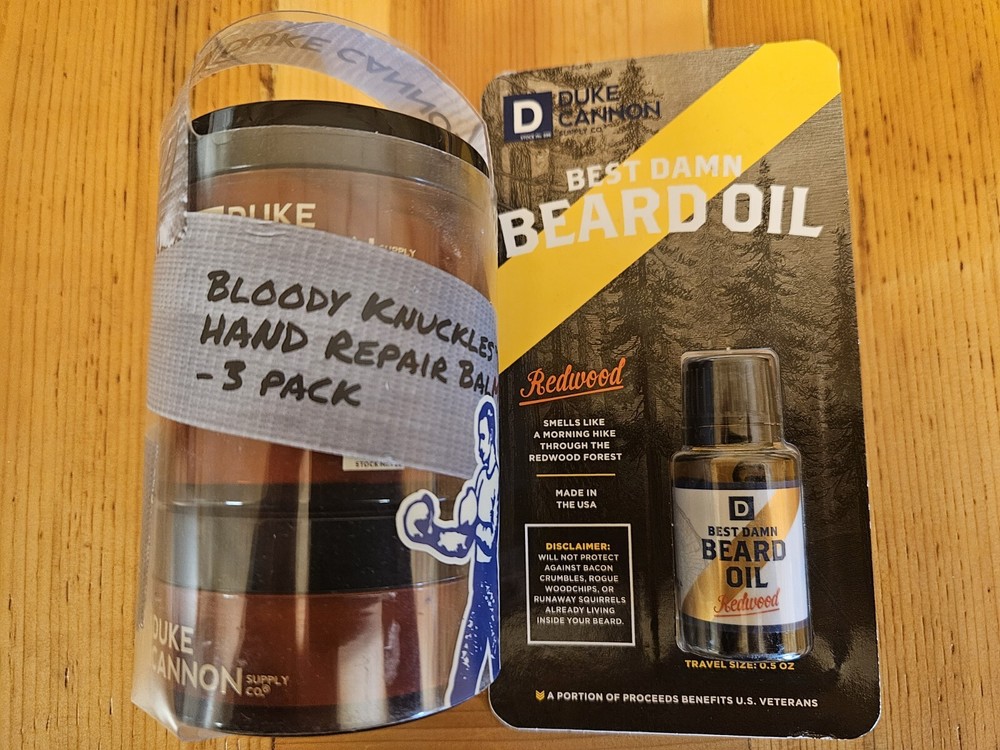 DUKE CANNON
DUKE
SUPPLY
BLOODY KNUCKLES
HAND REPAIR BALM
- 3 PACK
DUKE
CANNON
SUPPLY
CO.
D
DUKE
CANNON
SUPPLY CO.
BEST DAMN
BEARD OIL
Redwood
SMELLS LIKE
A MORNING HIKE
THROUGH THE
REDWOOD FOREST
MADE IN
THE USA
DISCLAIMER:
WILL NOT PROTECT
AGAINST BACON
CRUMBLES, ROGUE
WOODCHIPS, OR
RUNAWAY SQUIRRELS
ALREADY LIVING
INSIDE YOUR BEARD.
D
BEST DAMN
BEARD
OIL
Redwood
TRAVEL SIZE: 0.5 OZ
A PORTION OF PROCEEDS BENEFITS U.S. VETERANS